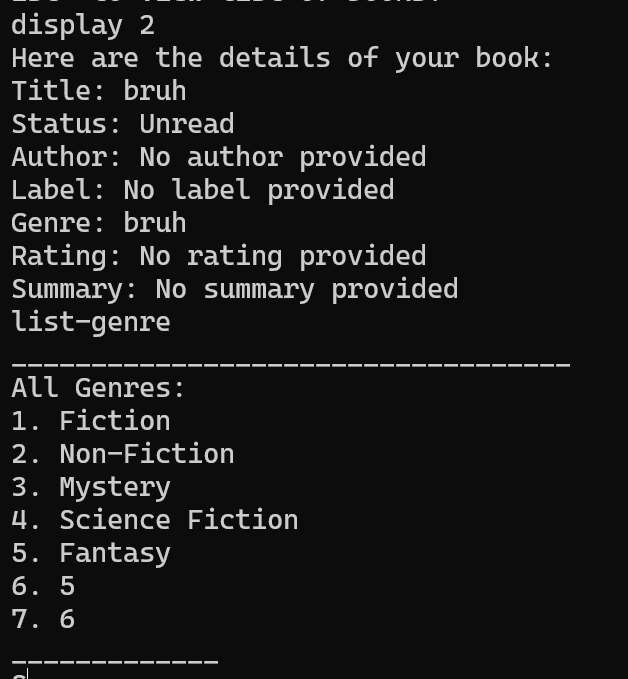 display 2
Here are the details of your book:
Title: bruh
Status: Unread
Author: No author provided
Label: No label provided
Genre: bruh
Rating: No rating provided
Summary: No summary provided
list-genre
___________________________________
All Genres:
1. Fiction
2. Non-Fiction
3. Mystery
4. Science Fiction
5. Fantasy
6. 5
7. 6
_____________